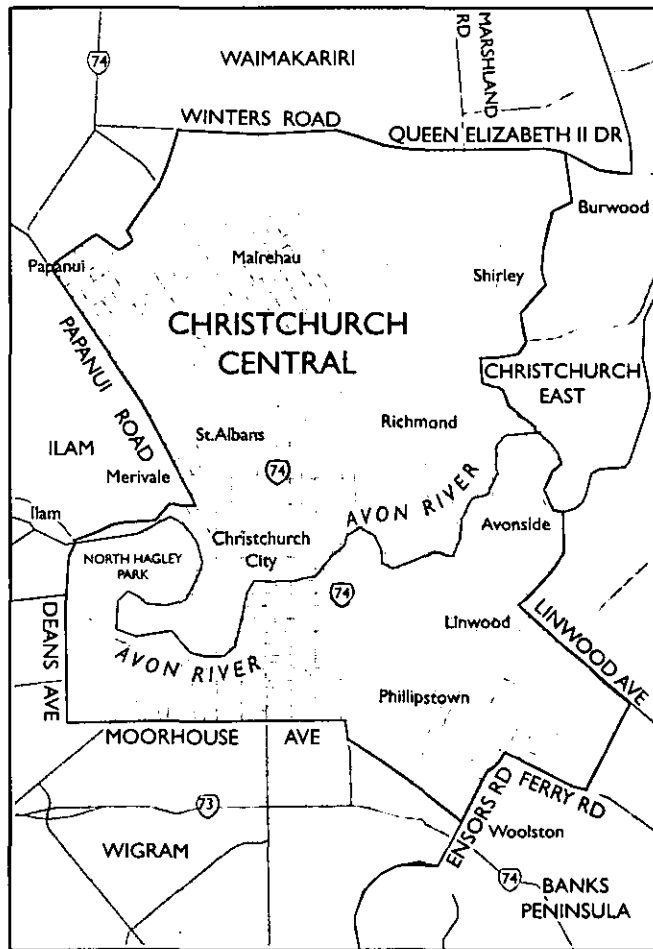 74
WAIMAKARIRI
MARSHLAND
RD
WINTERS ROAD
QUEEN ELIZABETH II DR
Burwood
Papanui
Mairehau
Shirley
CHRISTCHURCH
CENTRAL
PAPANUI ROAD
CHRISTCHURCH
EAST
St.Albans
Richmond
ILAM
Merivale
74
AVON RIVER
Ilam
Avonside
Christchurch
City
NORTH HAGLEY
PARK
74
DEANS AVE
AVON RIVER
Linwood
LINWOOD AVE
Phillipstown
MOORHOUSE AVE
ENSORS RD
FERRY RD
73
Woolston
WIGRAM
74
BANKS
PENINSULA